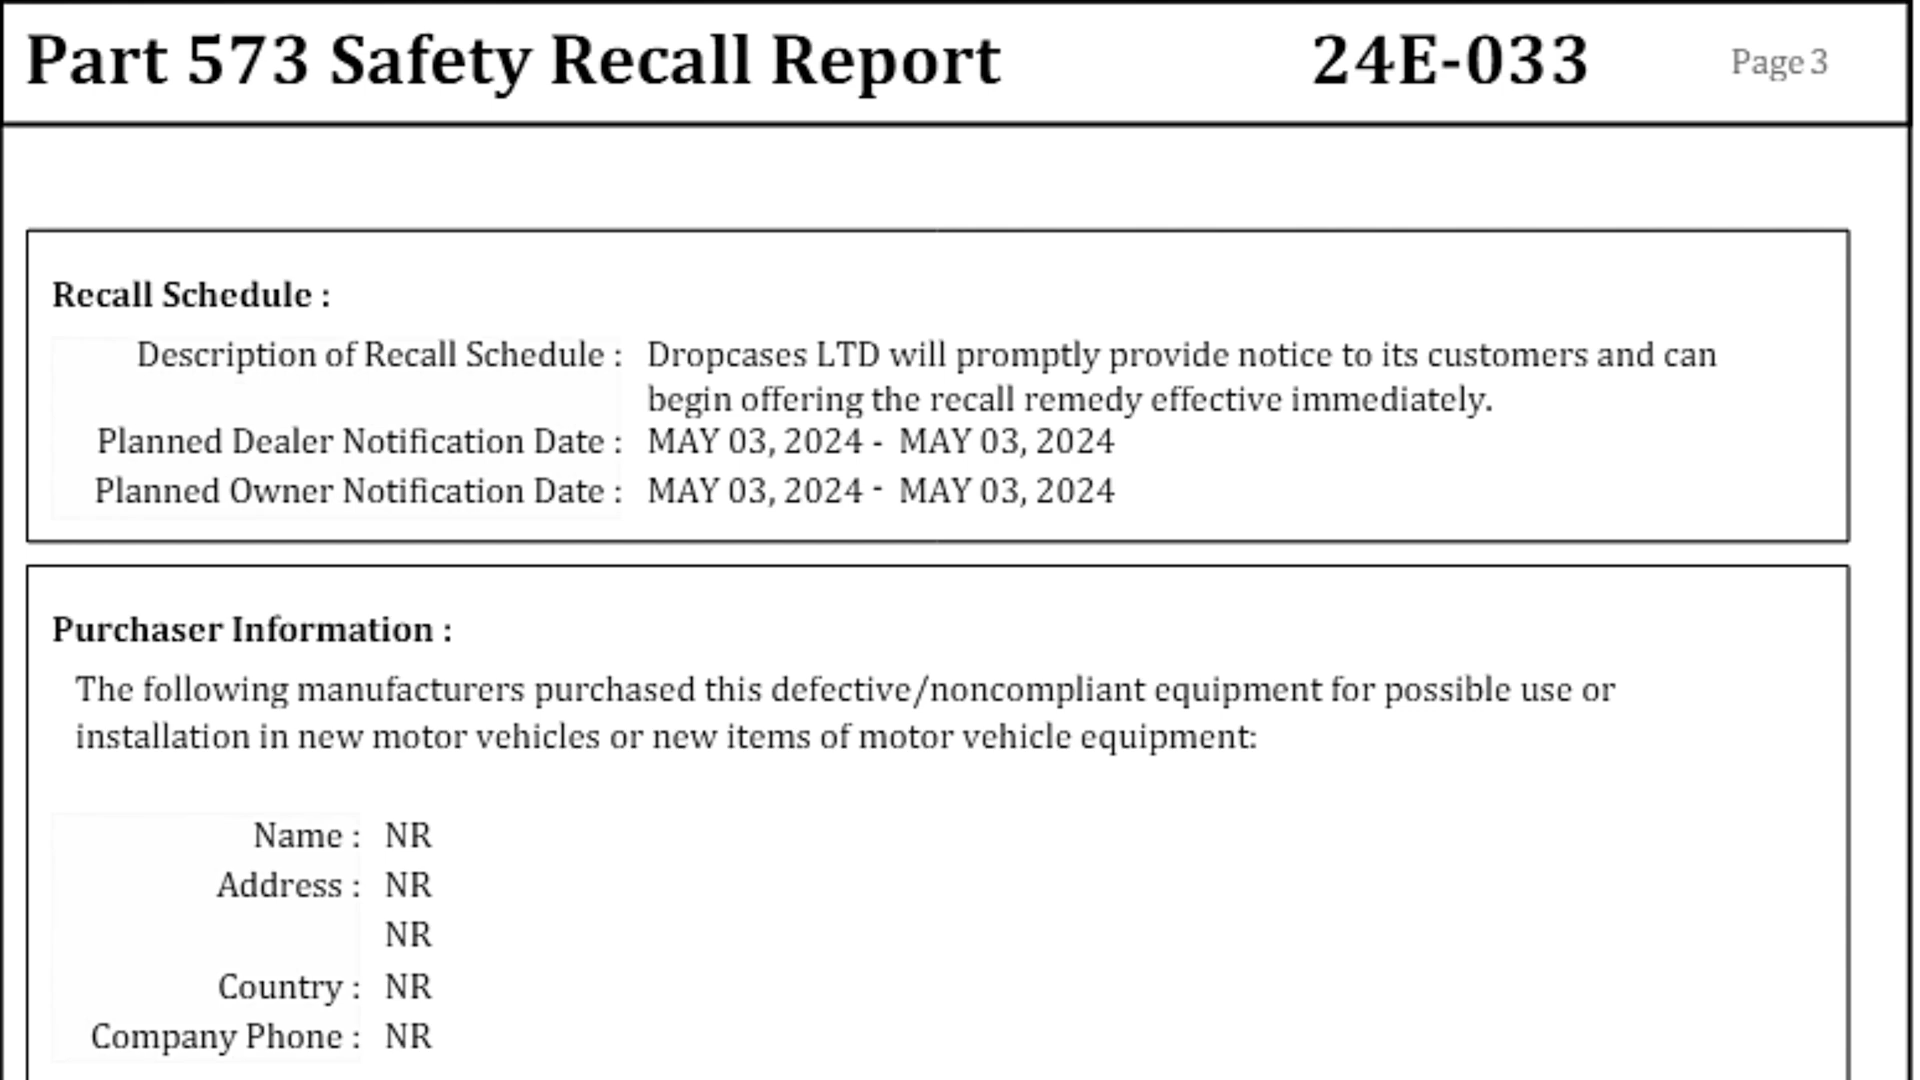 Part 573 Safety Recall Report 24E-033 Page 3
Recall Schedule :
Description of Recall Schedule : Dropcases LTD will promptly provide notice to its customers and can
begin offering the recall remedy effective immediately.
Planned Dealer Notification Date : MAY 03, 2024 - MAY 03, 2024
Planned Owner Notification Date : MAY 03, 2024 - MAY 03, 2024
Purchaser Information :
The following manufacturers purchased this defective/noncompliant equipment for possible use or
installation in new motor vehicles or new items of motor vehicle equipment:
Name : NR
Address : NR
NR
Country : NR
Company Phone : NR